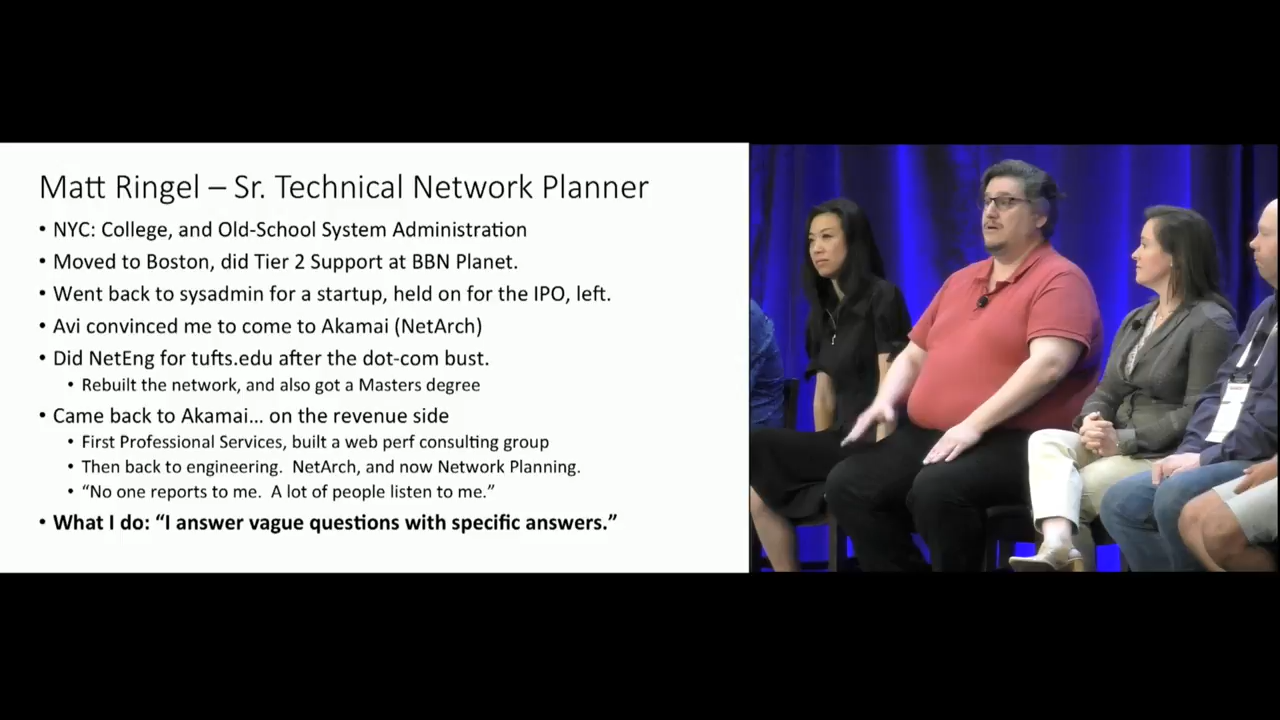 Matt Ringel – Sr. Technical Network Planner
• NYC: College, and Old-School System Administration
• Moved to Boston, did Tier 2 Support at BBN Planet.
• Went back to sysadmin for a startup, held on for the IPO, left.
• Avi convinced me to come to Akamai (NetArch)
• Did NetEng for tufts.edu after the dot-com bust.
• Rebuilt the network, and also got a Masters degree
• Came back to Akamai… on the revenue side
• First Professional Services, built a web perf consulting group
• Then back to engineering.  NetArch, and now Network Planning.
• “No one reports to me.  A lot of people listen to me.”
• What I do: “I answer vague questions with specific answers.”